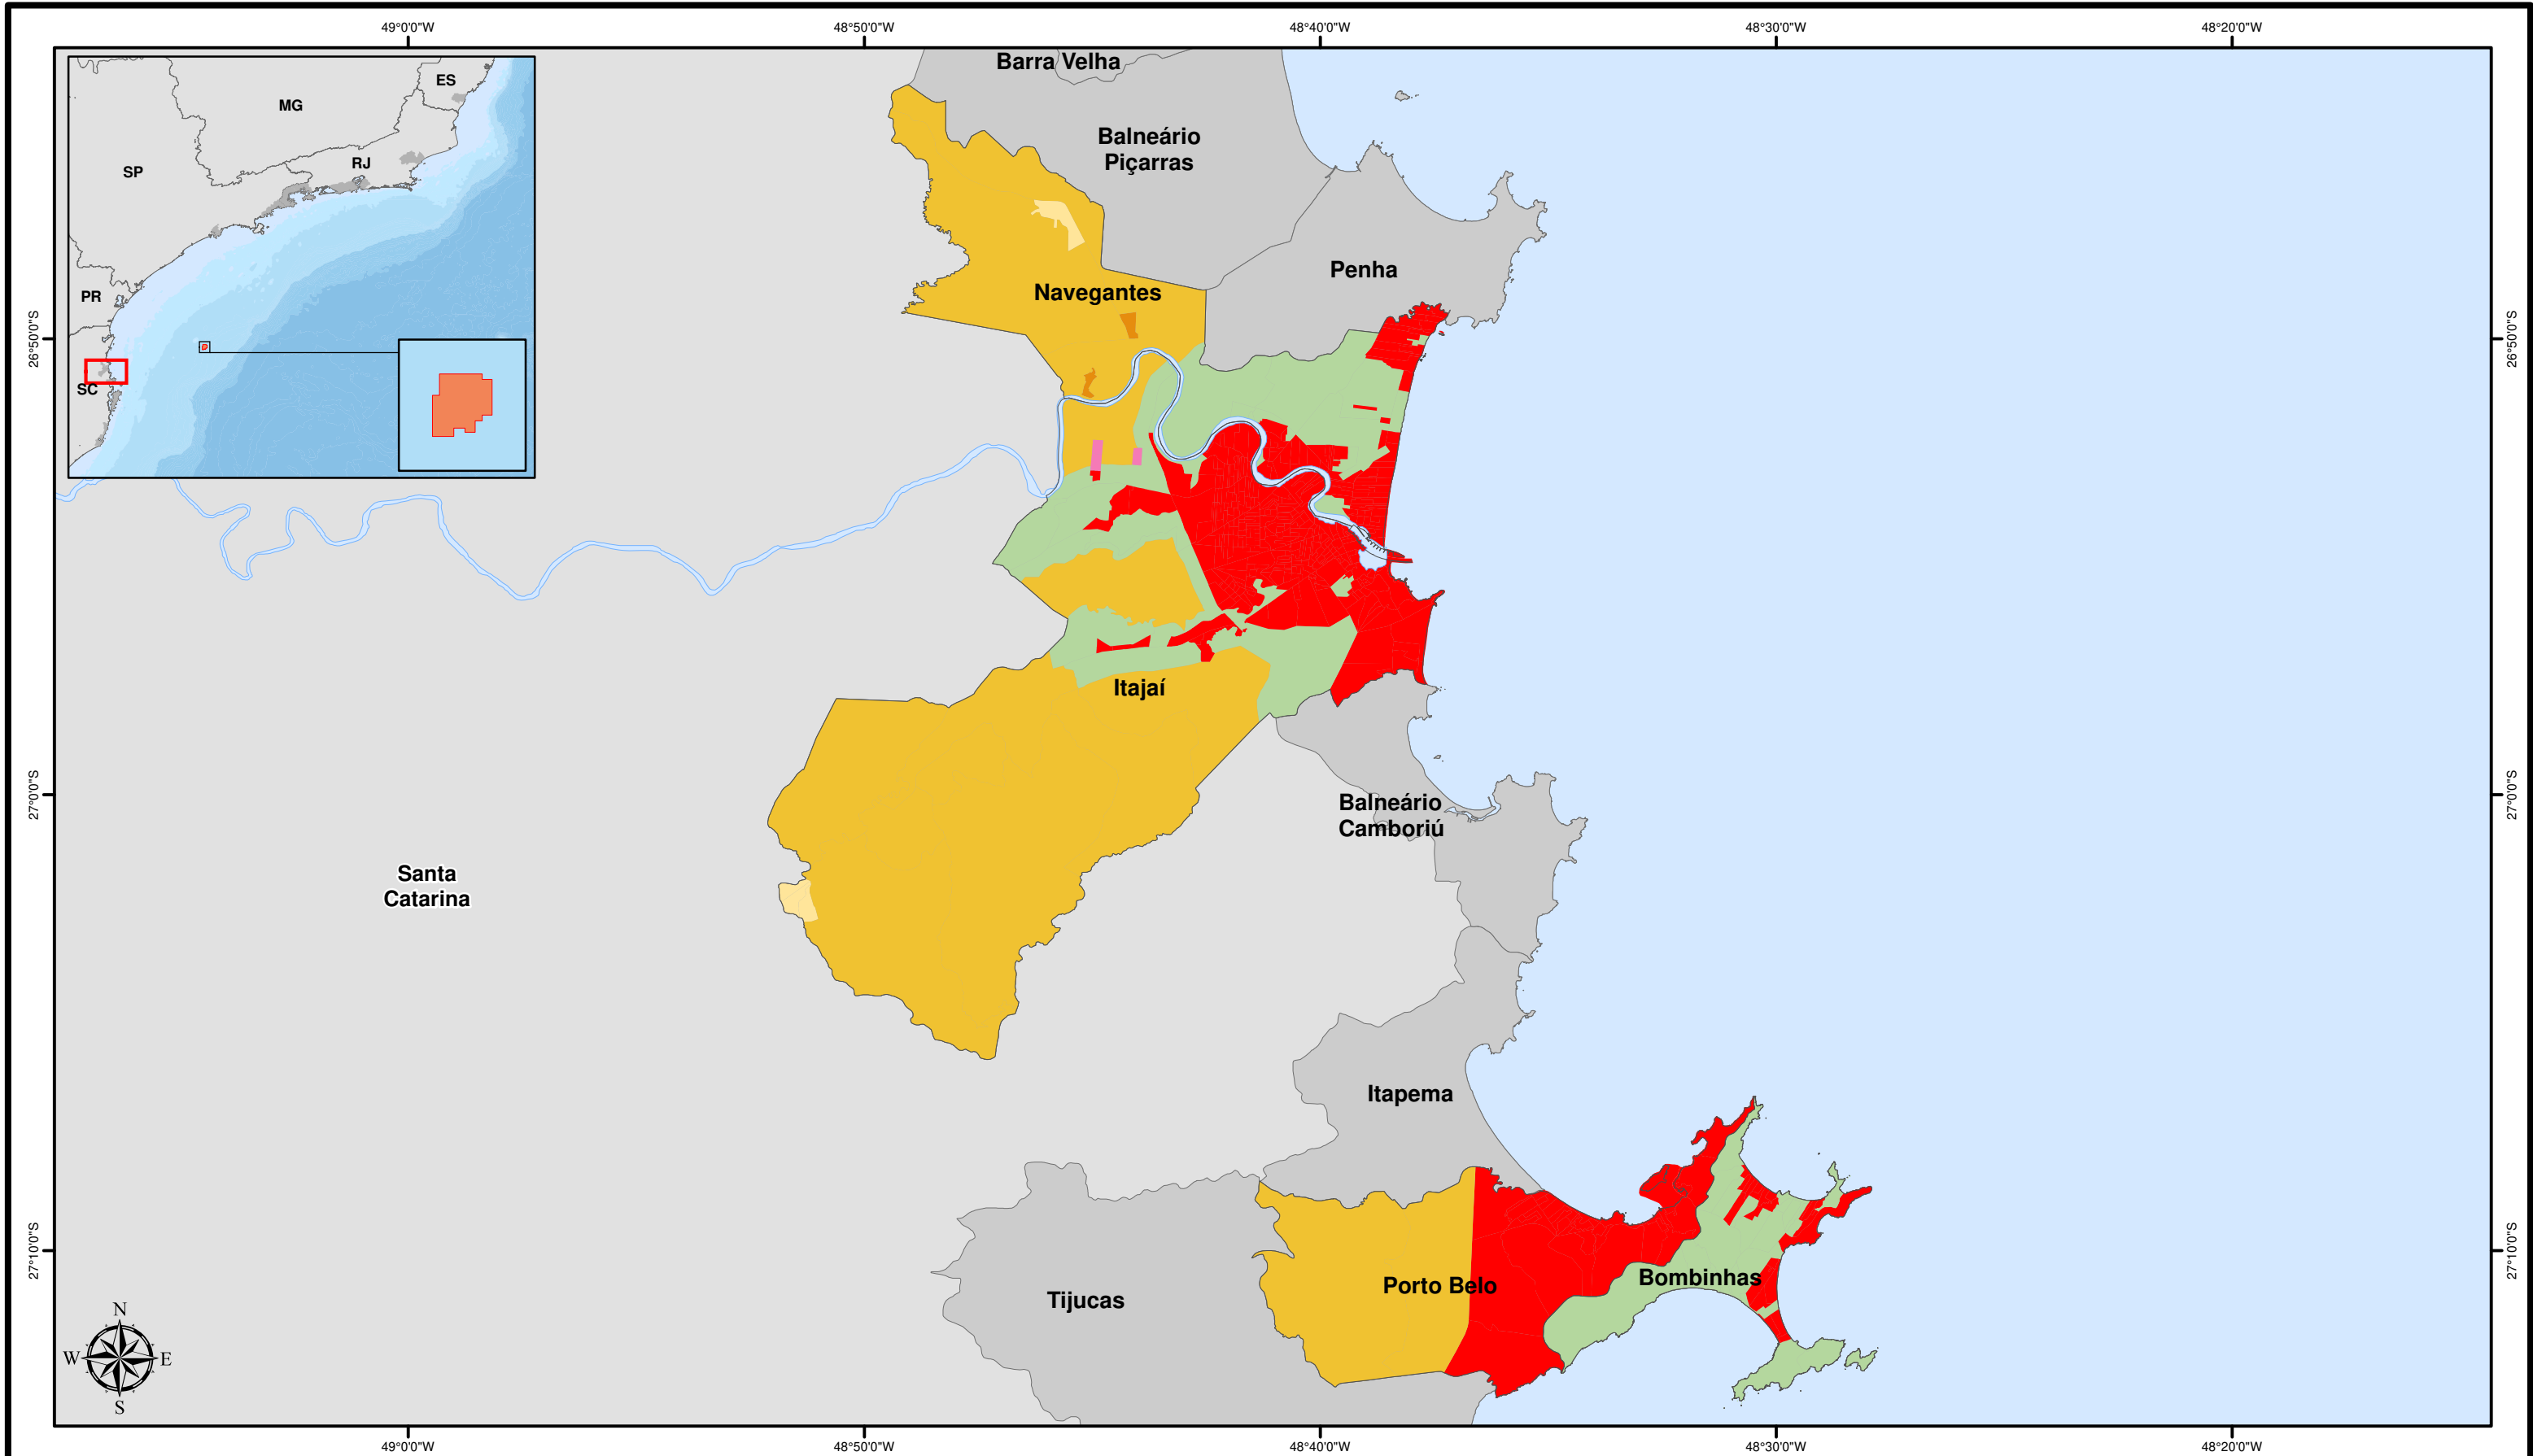 49°0'0"W
48°50'0"W
48°40'0"W
48°30'0"W
48°20'0"W
Barra Velha
ES
MG
Balneário
Piçarras
RJ
SP
Penha
Navegantes
PR
26°50'0"S
26°50'0"S
SC
Itajaí
27°0'0"S
27°0'0"S
Balneário
Camboriú
Santa
Catarina
Itapema
27°10'0"S
27°10'0"S
Bombinhas
Porto Belo
Tijucas
N
W
E
S
49°0'0"W
48°50'0"W
48°40'0"W
48°30'0"W
48°20'0"W